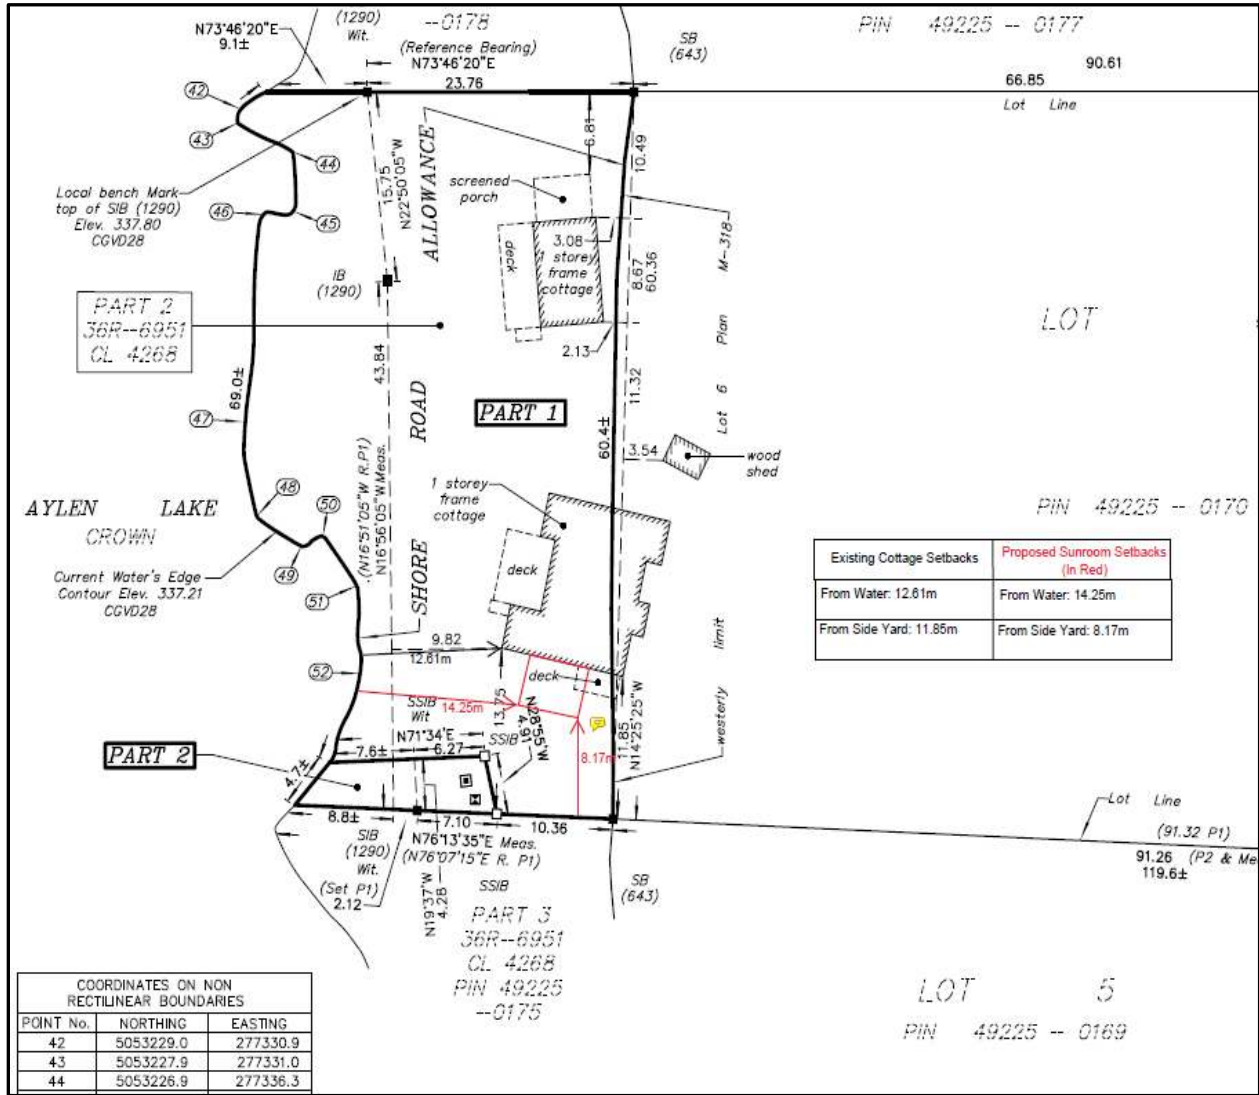 (1290)
Wit.
--0178
N73°46'20"E
9.1±
(Reference Bearing)
N73°46'20"E
23.76
SB
(643)
PIN 49225 -- 0177
90.61
66.85
Lot Line
42
43
44
45
46
Local bench Mark
top of SIB (1290)
Elev. 337.80
CGVD28
15.75
N22°50'05"W
ALLOWANCE
6.81
10.49
screened
porch
deck
3.08
1 storey
frame
cottage
8.67
60.36
Lot 6 Plan M-318
IB
(1290)
PART 2
36R--6951
CL 4268
2.13
LOT
69.0±
43.84
ROAD
PART 1
11.32
60.4±
47
3.54
wood
shed
(N16°51'05"W R.P1)
N16°56'05"W Meas.
1 storey
frame
cottage
48
50
AYLEN LAKE
CROWN
PIN 49225 -- 0170
49
Current Water's Edge
Contour Elev. 337.21
CGVD28
51
SHORE
deck
Existing Cottage Setbacks
Proposed Sunroom Setbacks
(In Red)
From Water: 12.61m
From Water: 14.25m
From Side Yard: 11.85m
From Side Yard: 8.17m
9.82
12.61m
52
deck
westerly limit
SSIB
Wit
14.25m
13.75
N28°55'W
4.91
11.85
N14°25'25"W
N71°34'E
SSIB
PART 2
7.6±
6.27
8.17m
4.7±
8.8±
7.10
10.36
Lot Line
(91.32 P1)
91.26 (P2 & Me
119.6±
SIB
(1290)
Wit.
(Set P1)
2.12
N76°13'35"E Meas.
(N76°07'15"E R. P1)
N19°37'W
4.28
SSIB
SB
(643)
PART 3
36R--6951
CL 4268
PIN 49225
--0175
LOT 5
PIN 49225 -- 0169
COORDINATES ON NON
RECTILINEAR BOUNDARIES
POINT No. NORTHING EASTING
42 5053229.0 277330.9
43 5053227.9 277331.0
44 5053226.9 277336.3